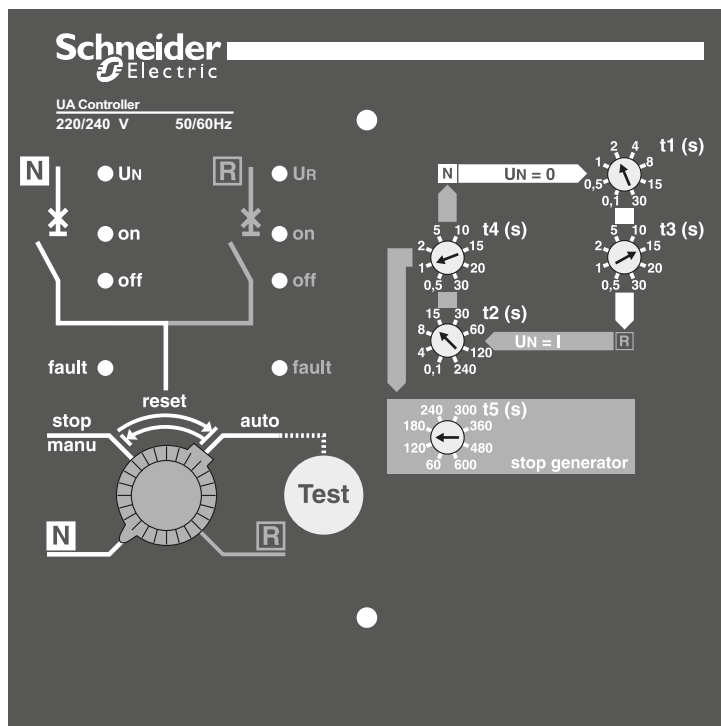 Schneider
Electric
UA Controller
220/240 V 50/60Hz
N UN R UR
on on
off off
fault fault
reset
stop auto
manu
Test
N R
t1 (s)
2 4
1 8
0,5 15
0,1 30
N UN = 0
t4 (s)
5 10
2 15
1 20
0,5 30
t3 (s)
5 10
2 15
1 20
0,5 30
t2 (s)
15 30
8 60
4 120
0,1 240
UN = I R
t5 (s)
240 300
180 360
120 480
60 600
stop generator